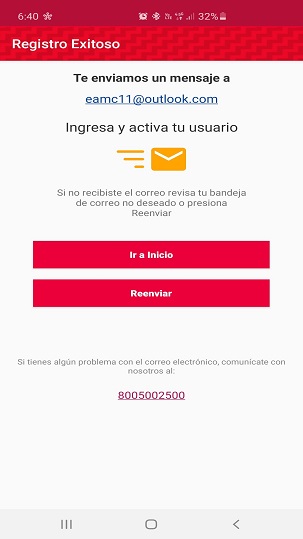 6:40 32%
Registro Exitoso
Te enviamos un mensaje a
eamc11@outlook.com
Ingresa y activa tu usuario
Si no recibiste el correo revisa tu bandeja
de correo no deseado o presiona
Reenviar
Ir a Inicio
Reenviar
Si tienes algún problema con el correo electrónico, comunícate con
nosotros al:
8005002500